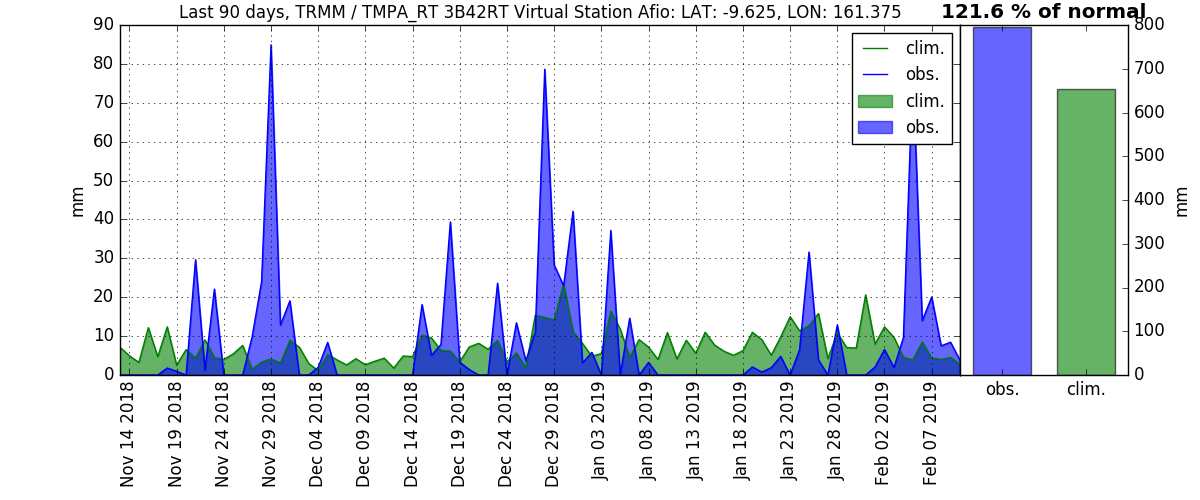 Last 90 days, TRMM / TMPA_RT 3B42RT Virtual Station Afio: LAT: -9.625, LON: 161.375
121.6 % of normal
90
80
70
60
50
40
30
20
10
0
mm
clim.
obs.
clim.
obs.
Nov 14 2018
Nov 19 2018
Nov 24 2018
Nov 29 2018
Dec 04 2018
Dec 09 2018
Dec 14 2018
Dec 19 2018
Dec 24 2018
Dec 29 2018
Jan 03 2019
Jan 08 2019
Jan 13 2019
Jan 18 2019
Jan 23 2019
Jan 28 2019
Feb 02 2019
Feb 07 2019
800
700
600
500
400
300
200
100
0
mm
obs.
clim.